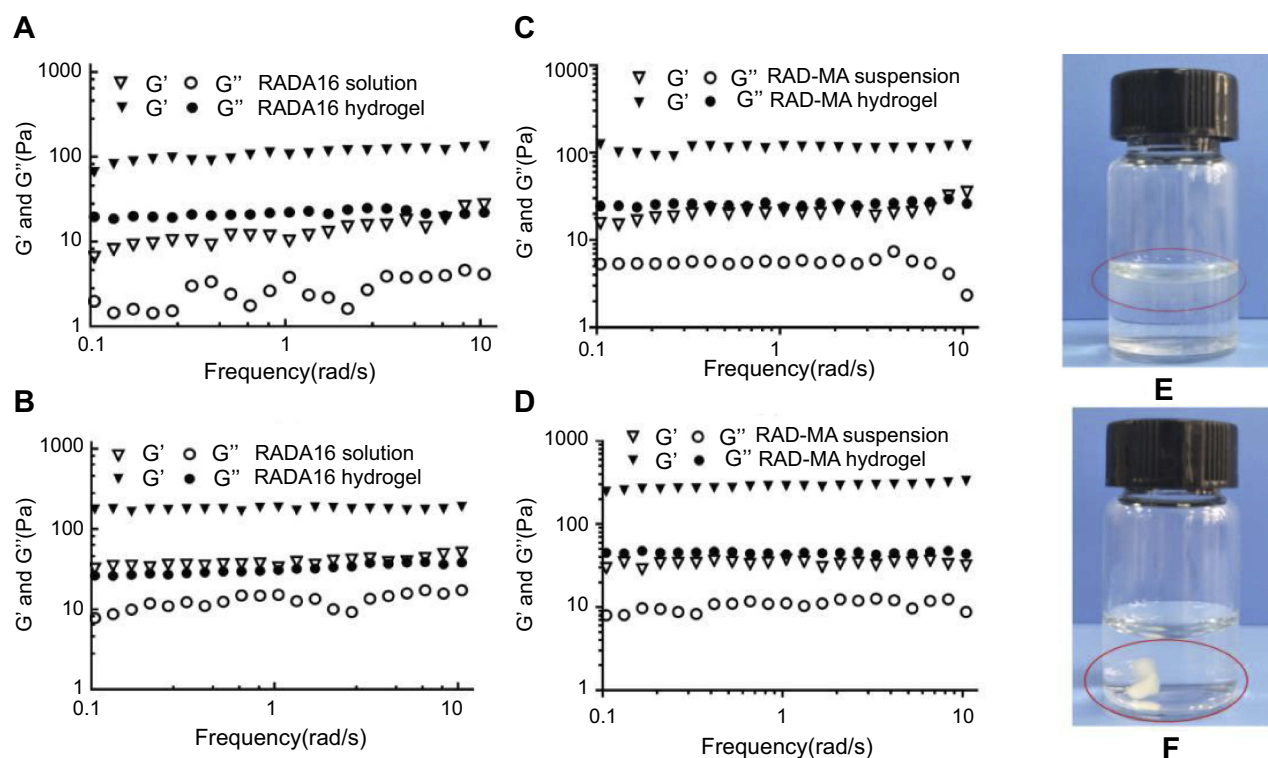 A
1000
G’ G’’ RADA16 solution
G’ G’’ RADA16 hydrogel
100
10
1
G’ and G’’(Pa)
0.1 1 10
Frequency(rad/s)
B
1000
G’ G’’ RADA16 solution
G’ G’’ RADA16 hydrogel
100
10
1
G’ and G’’(Pa)
0.1 1 10
Frequency(rad/s)
C
1000
G’ G’’ RAD-MA suspension
G’ G’’ RAD-MA hydrogel
100
10
1
G’ and G’’(Pa)
0.1 1 10
Frequency(rad/s)
D
1000
G’ G’’ RAD-MA suspension
G’ G’’ RAD-MA hydrogel
100
10
1
G’ and G’’(Pa)
0.1 1 10
Frequency(rad/s)
E
F